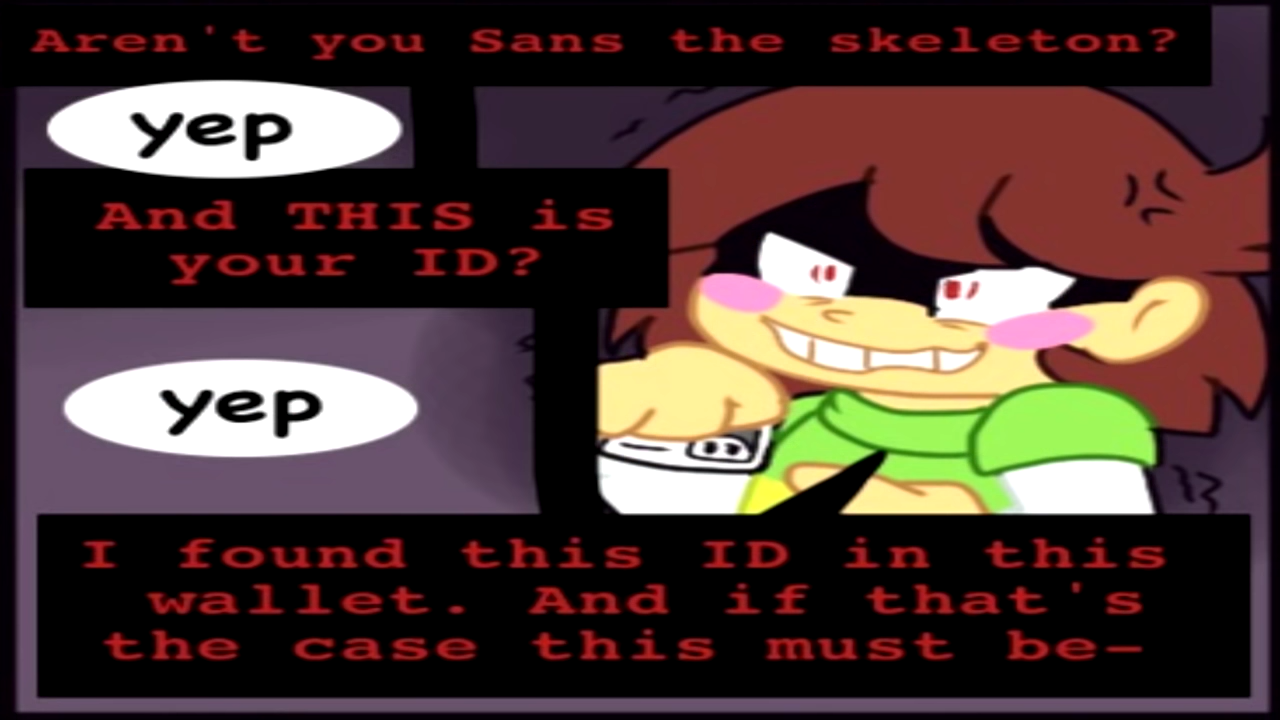 Aren't you Sans the skeleton?
yep
And THIS is
your ID?
yep
I found this ID in this
wallet. And if that's
the case this must be-